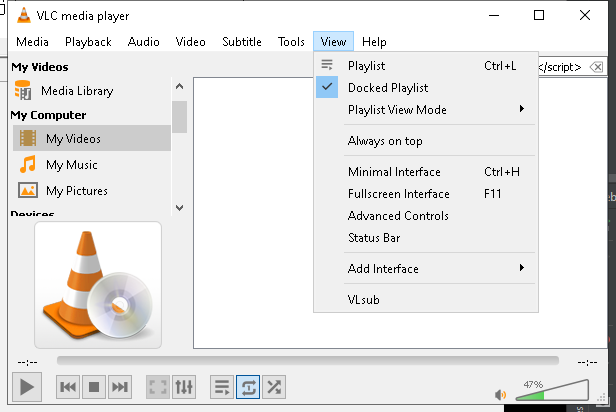 VLC media player
Media Playback Audio Video Subtitle Tools View Help
My Videos
Media Library
My Computer
My Videos
My Music
My Pictures
Devices
</script>
Playlist Ctrl+L
Docked Playlist
Playlist View Mode
Always on top
Minimal Interface Ctrl+H
Fullscreen Interface F11
Advanced Controls
Status Bar
Add Interface
VLsub
--:--
--:--
47%